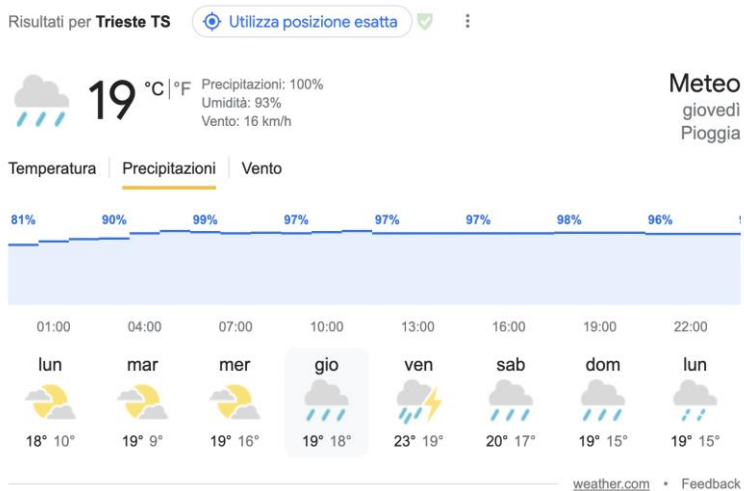 Risultati per Trieste TS
Utilizza posizione esatta
19 °C|°F
Precipitazioni: 100%
Umidità: 93%
Vento: 16 km/h
Meteo
giovedì
Pioggia
Temperatura Precipitazioni Vento
81% 90% 99% 97% 97% 97% 98% 96%
01:00 04:00 07:00 10:00 13:00 16:00 19:00 22:00
lun mar mer gio ven sab dom lun
18° 10° 19° 9° 19° 16° 19° 18° 23° 19° 20° 17° 19° 15° 19° 15°
weather.com • Feedback